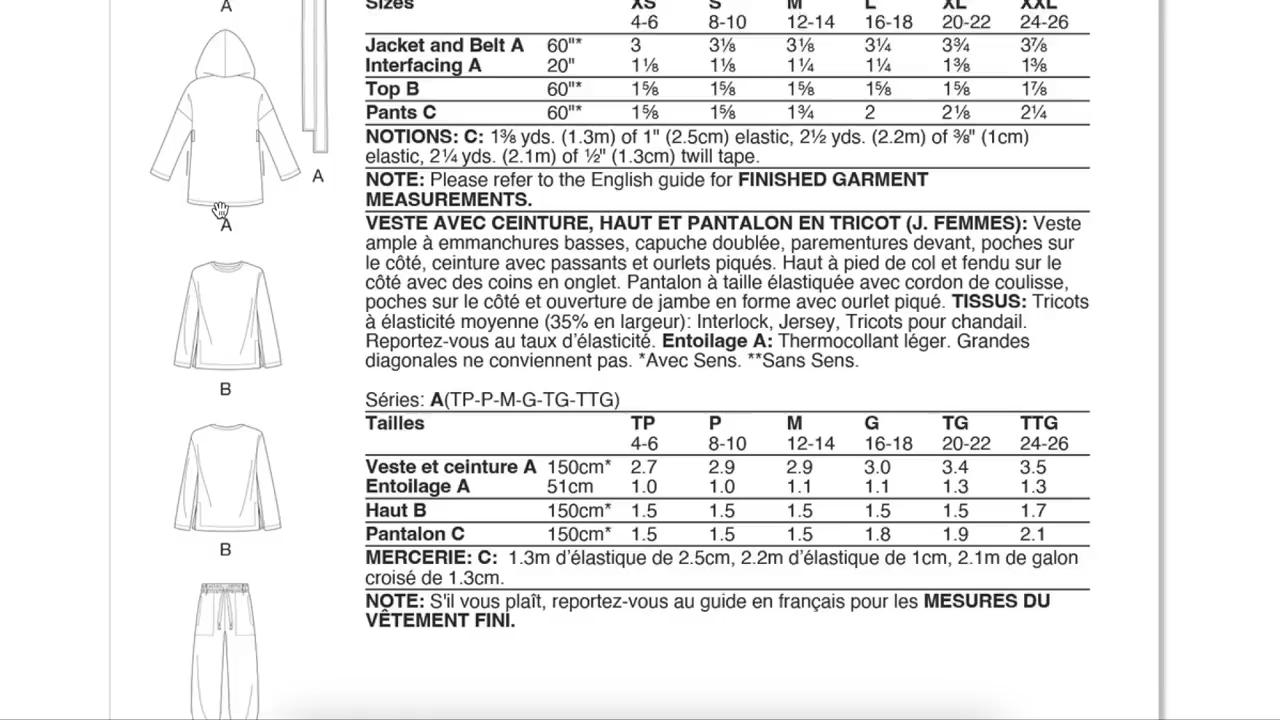 Sizes XS S M L XL XXL
4-6 8-10 12-14 16-18 20-22 24-26
Jacket and Belt A 60"* 3 3⅛ 3⅛ 3¼ 3¾ 3⅞
Interfacing A 20" 1⅛ 1⅛ 1¼ 1¼ 1⅜ 1⅜
Top B 60"* 1⅝ 1⅝ 1⅝ 1⅝ 1⅝ 1⅞
Pants C 60"* 1⅝ 1⅝ 1¾ 2 2⅛ 2¼
NOTIONS: C: 1⅜ yds. (1.3m) of 1" (2.5cm) elastic, 2½ yds. (2.2m) of ⅜" (1cm)
elastic, 2¼ yds. (2.1m) of ½" (1.3cm) twill tape.
NOTE: Please refer to the English guide for FINISHED GARMENT
MEASUREMENTS.
VESTE AVEC CEINTURE, HAUT ET PANTALON EN TRICOT (J. FEMMES): Veste
ample à emmanchures basses, capuche doublée, parementures devant, poches sur
le côté, ceinture avec passants et ourlets piqués. Haut à pied de col et fendu sur le
côté avec des coins en onglet. Pantalon à taille élastiquée avec cordon de coulisse,
poches sur le côté et ouverture de jambe en forme avec ourlet piqué. TISSUS: Tricots
à élasticité moyenne (35% en largeur): Interlock, Jersey, Tricots pour chandail.
Reportez-vous au taux d'élasticité. Entoilage A: Thermocollant léger. Grandes
diagonales ne conviennent pas. *Avec Sens. **Sans Sens.
Séries: A(TP-P-M-G-TG-TTG)
Tailles TP P M G TG TTG
4-6 8-10 12-14 16-18 20-22 24-26
Veste et ceinture A 150cm* 2.7 2.9 2.9 3.0 3.4 3.5
Entoilage A 51cm 1.0 1.0 1.1 1.1 1.3 1.3
Haut B 150cm* 1.5 1.5 1.5 1.5 1.5 1.7
Pantalon C 150cm* 1.5 1.5 1.5 1.8 1.9 2.1
MERCERIE: C: 1.3m d'élastique de 2.5cm, 2.2m d'élastique de 1cm, 2.1m de galon
croisé de 1.3cm.
NOTE: S'il vous plaît, reportez-vous au guide en français pour les MESURES DU
VÊTEMENT FINI.
A
A
A
B
B